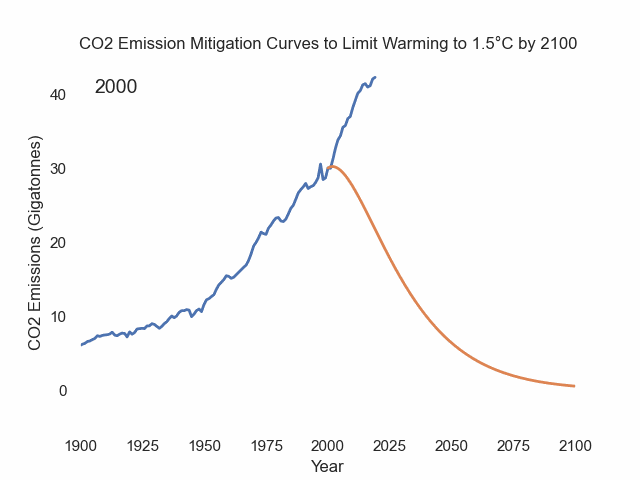 CO2 Emission Mitigation Curves to Limit Warming to 1.5°C by 2100
2000
CO2 Emissions (Gigatonnes)
40
30
20
10
0
1900 1925 1950 1975 2000 2025 2050 2075 2100
Year